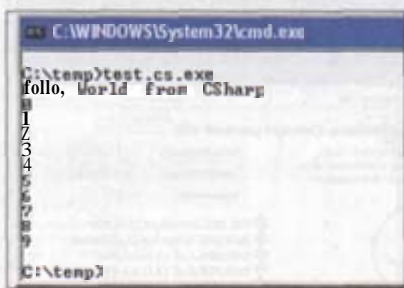 C:\WINDOWS\System32\cmd.exe
C:\temp>test.cs.exe
follo, World from CSharp
0
1
Z
3
4
5
6
7
8
9
C:\temp>